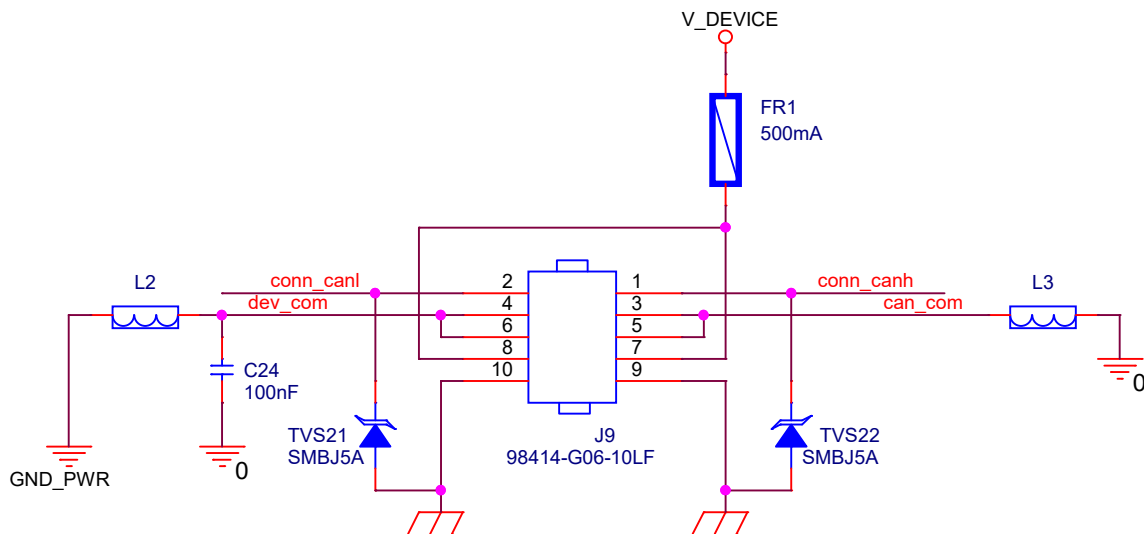 V_DEVICE
FR1
500mA
L2
conn_canl
2
1
conn_canh
L3
dev_com
4
3
can_com
6
5
8
7
10
9
C24
100nF
0
TVS21
SMBJ5A
J9
98414-G06-10LF
TVS22
SMBJ5A
GND_PWR
0